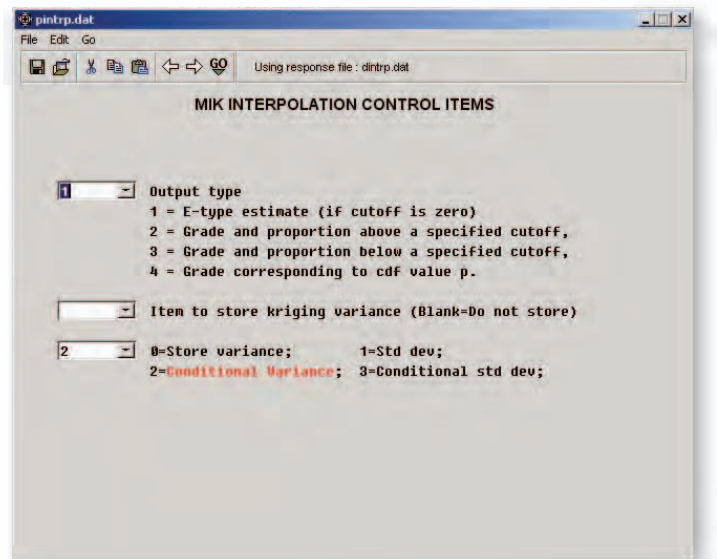 pintrp.dat
File Edit Go
GO Using response file : dintrp.dat
MIK INTERPOLATION CONTROL ITEMS
1 Output type
1 = E-type estimate (if cutoff is zero)
2 = Grade and proportion above a specified cutoff,
3 = Grade and proportion below a specified cutoff,
4 = Grade corresponding to cdf value p.
Item to store kriging variance (Blank=Do not store)
2 0=Store variance; 1=Std dev;
2=Conditional Variance; 3=Conditional std dev;